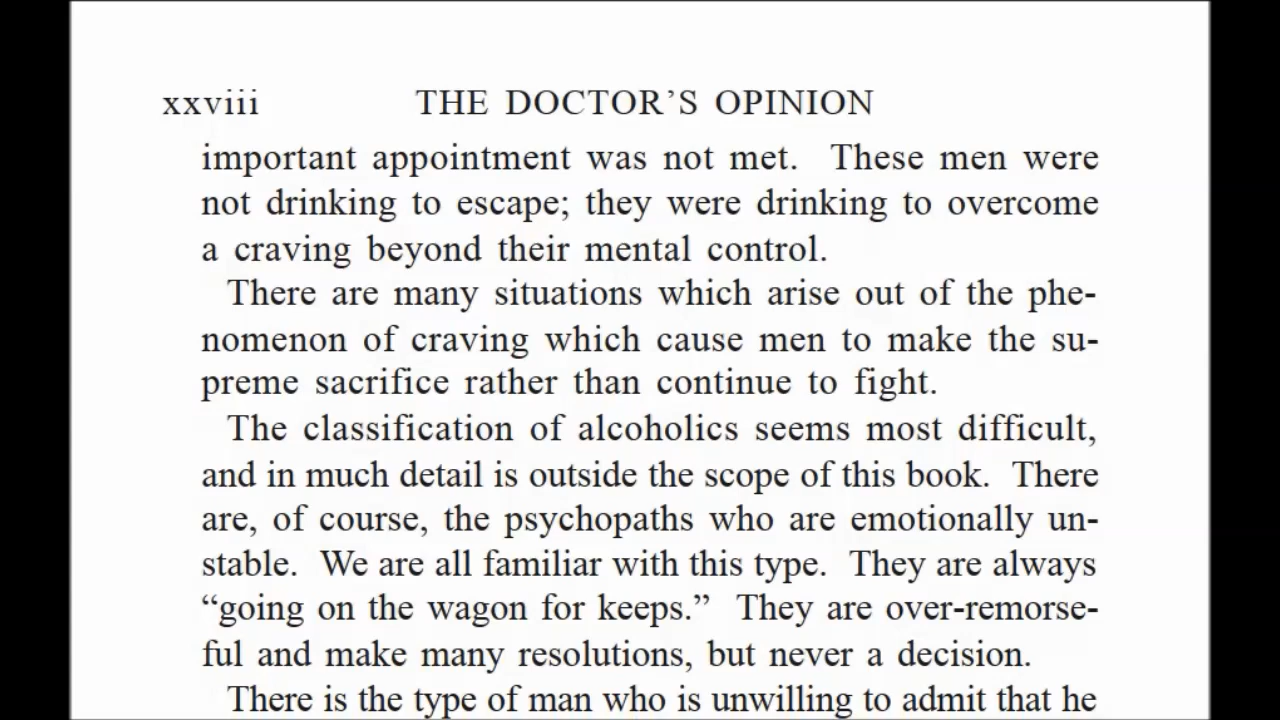 xxviii THE DOCTOR’S OPINION
important appointment was not met. These men were
not drinking to escape; they were drinking to overcome
a craving beyond their mental control.
There are many situations which arise out of the phe-
nomenon of craving which cause men to make the su-
preme sacrifice rather than continue to fight.
The classification of alcoholics seems most difficult,
and in much detail is outside the scope of this book. There
are, of course, the psychopaths who are emotionally un-
stable. We are all familiar with this type. They are always
“going on the wagon for keeps.” They are over-remorse-
ful and make many resolutions, but never a decision.
There is the type of man who is unwilling to admit that he